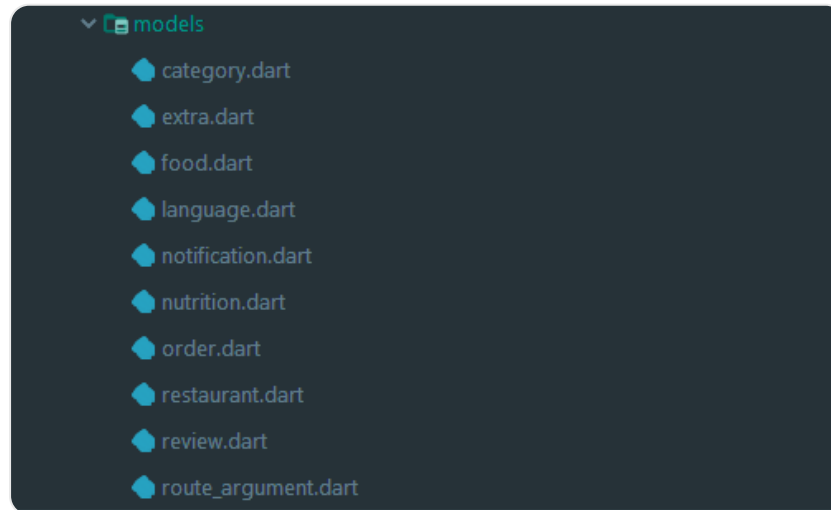 models
category.dart
extra.dart
food.dart
language.dart
notification.dart
nutrition.dart
order.dart
restaurant.dart
review.dart
route_argument.dart